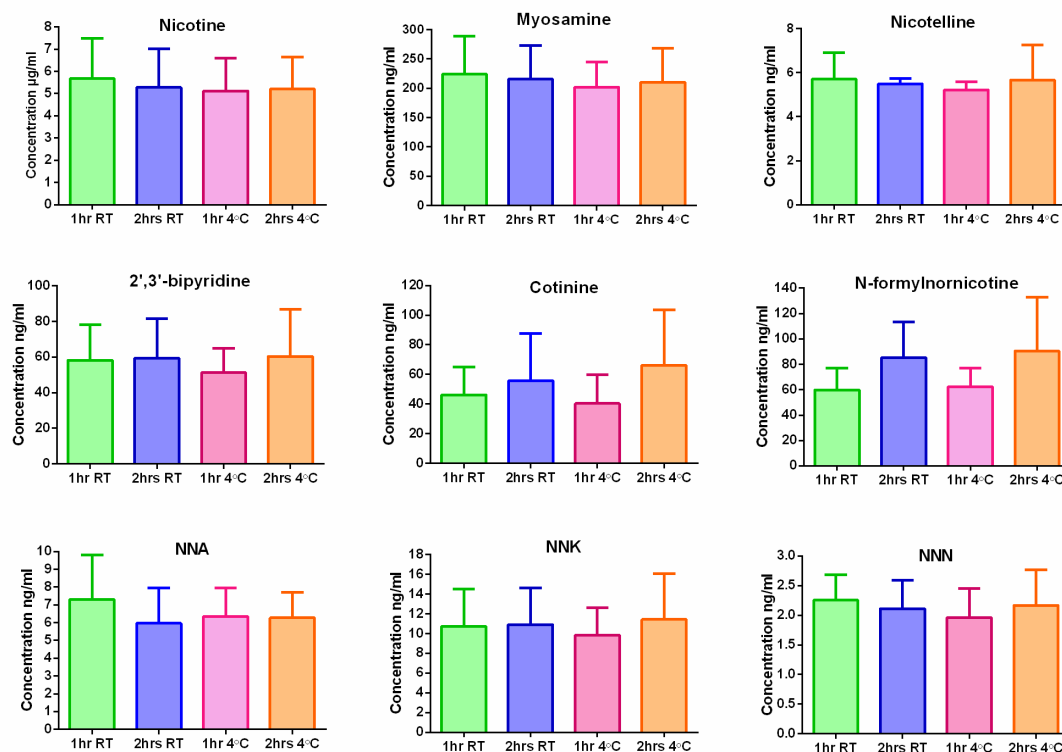 Nicotine
Concentration µg/ml
8
7
6
5
4
3
2
1
0
1hr RT 2hrs RT 1hr 4°C 2hrs 4°C
Myosamine
Concentration ng/ml
300
250
200
150
100
50
0
1hr RT 2hrs RT 1hr 4°C 2hrs 4°C
Nicotelline
Concentration ng/ml
8
6
4
2
0
1hr RT 2hrs RT 1hr 4°C 2hrs 4°C
2',3'-bipyridine
Concentration ng/ml
100
80
60
40
20
0
1hr RT 2hrs RT 1hr 4°C 2hrs 4°C
Cotinine
Concentration ng/ml
120
100
80
60
40
20
0
1hr RT 2hrs RT 1hr 4°C 2hrs 4°C
N-formylnornicotine
Concentration ng/ml
140
120
100
80
60
40
20
0
1hr RT 2hrs RT 1hr 4°C 2hrs 4°C
NNA
Concentration ng/ml
10
9
8
7
6
5
4
3
2
1
0
1hr RT 2hrs RT 1hr 4°C 2hrs 4°C
NNK
Concentration ng/ml
18
16
14
12
10
8
6
4
2
0
1hr RT 2hrs RT 1hr 4°C 2hrs 4°C
NNN
Concentration ng/ml
3.0
2.5
2.0
1.5
1.0
0.5
0.0
1hr RT 2hrs RT 1hr 4°C 2hrs 4°C